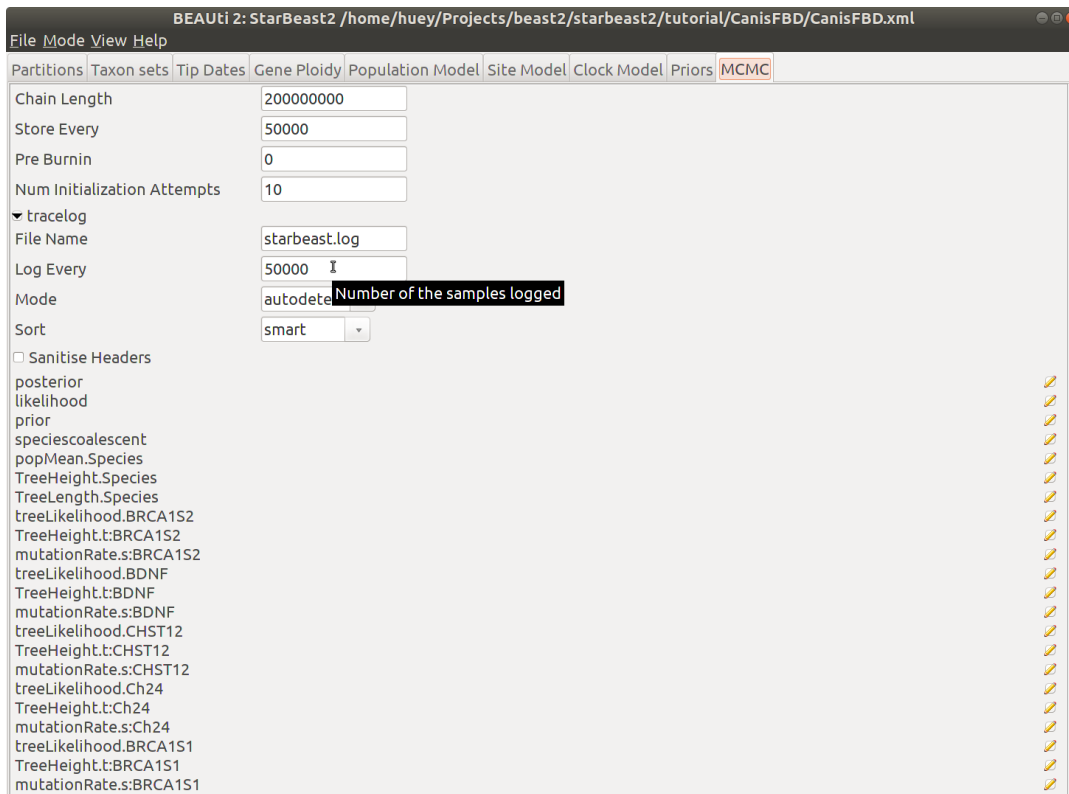 BEAUti 2: StarBeast2 /home/huey/Projects/beast2/starbeast2/tutorial/CanisFBD/CanisFBD.xml
File Mode View Help
Partitions Taxon sets Tip Dates Gene Ploidy Population Model Site Model Clock Model Priors MCMC
Chain Length 200000000
Store Every 50000
Pre Burnin 0
Num Initialization Attempts 10
tracelog
File Name starbeast.log
Log Every 50000
Mode autodete Number of the samples logged
Sort smart
Sanitise Headers
posterior
likelihood
prior
speciescoalescent
popMean.Species
TreeHeight.Species
TreeLength.Species
treeLikelihood.BRCA1S2
TreeHeight.t:BRCA1S2
mutationRate.s:BRCA1S2
treeLikelihood.BDNF
TreeHeight.t:BDNF
mutationRate.s:BDNF
treeLikelihood.CHST12
TreeHeight.t:CHST12
mutationRate.s:CHST12
treeLikelihood.Ch24
TreeHeight.t:Ch24
mutationRate.s:Ch24
treeLikelihood.BRCA1S1
TreeHeight.t:BRCA1S1
mutationRate.s:BRCA1S1